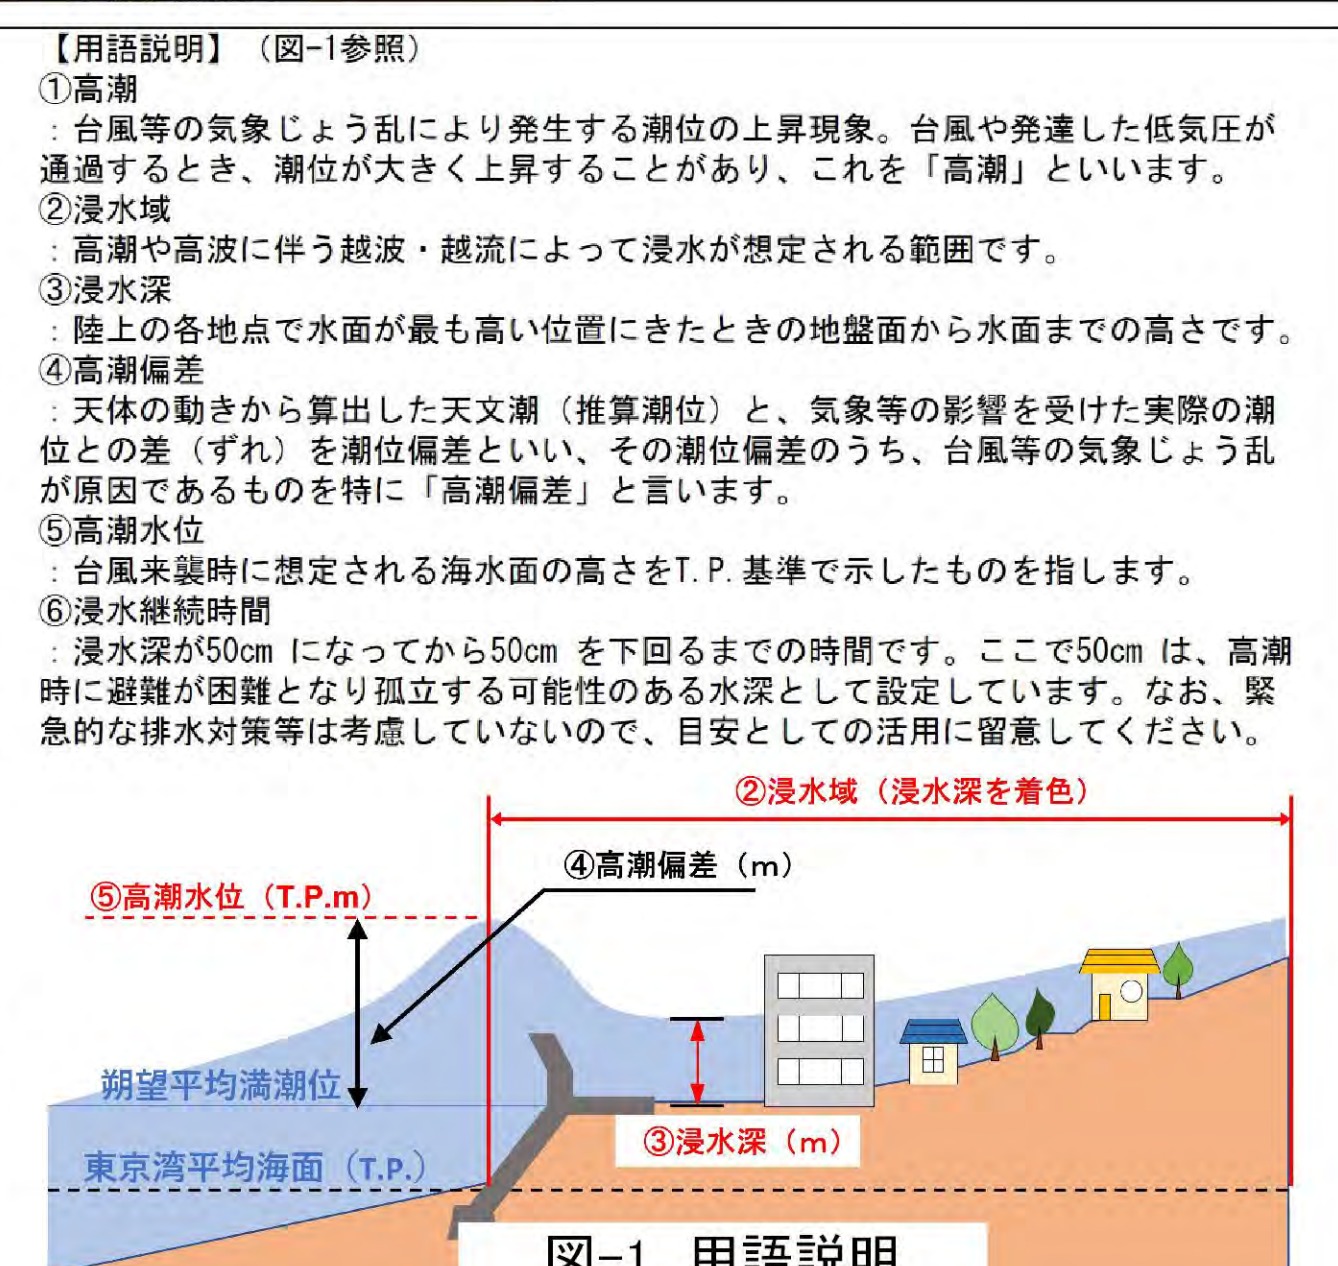 【用語説明】（図-1参照）
①高潮
：台風等の気象じょう乱により発生する潮位の上昇現象。台風や発達した低気圧が
通過するとき、潮位が大きく上昇することがあり、これを「高潮」といいます。
②浸水域
：高潮や高波に伴う越波・越流によって浸水が想定される範囲です。
③浸水深
：陸上の各地点で水面が最も高い位置にきたときの地盤面から水面までの高さです。
④高潮偏差
：天体の動きから算出した天文潮（推算潮位）と、気象等の影響を受けた実際の潮
位との差（ずれ）を潮位偏差といい、その潮位偏差のうち、台風等の気象じょう乱
が原因であるものを特に「高潮偏差」と言います。
⑤高潮水位
：台風来襲時に想定される海水面の高さをT.P.基準で示したものを指します。
⑥浸水継続時間
：浸水深が50cm になってから50cm を下回るまでの時間です。ここで50cm は、高潮
時に避難が困難となり孤立する可能性のある水深として設定しています。なお、緊
急的な排水対策等は考慮していないので、目安としての活用に留意してください。
②浸水域（浸水深を着色）
④高潮偏差（m）
⑤高潮水位（T.P.m）
朔望平均満潮位
③浸水深（m）
東京湾平均海面（T.P.）
図-1 用語説明